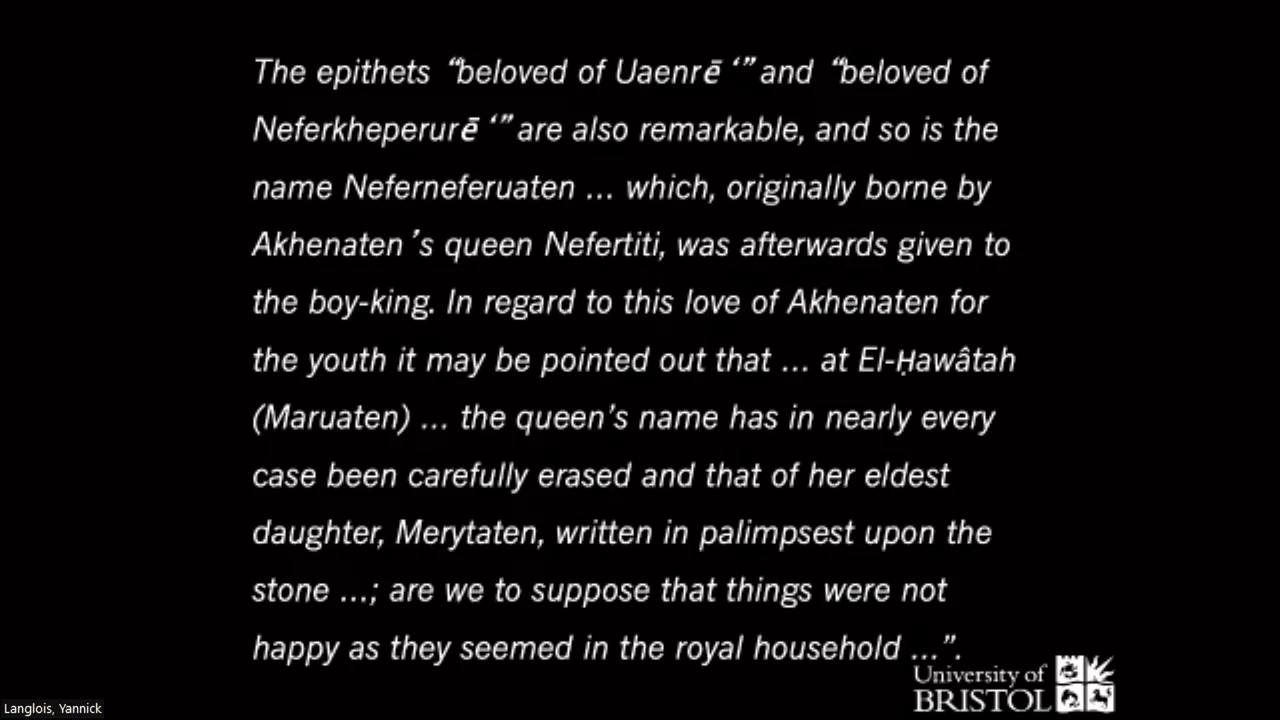 The epithets “beloved of Uaenrē ‘” and “beloved of
Neferkheperurē ‘” are also remarkable, and so is the
name Neferneferuaten ... which, originally borne by
Akhenaten’s queen Nefertiti, was afterwards given to
the boy-king. In regard to this love of Akhenaten for
the youth it may be pointed out that ... at El-Ḥawâtah
(Maruaten) ... the queen’s name has in nearly every
case been carefully erased and that of her eldest
daughter, Merytaten, written in palimpsest upon the
stone ...; are we to suppose that things were not
happy as they seemed in the royal household ...”.
University of
BRISTOL
Langlois, Yannick